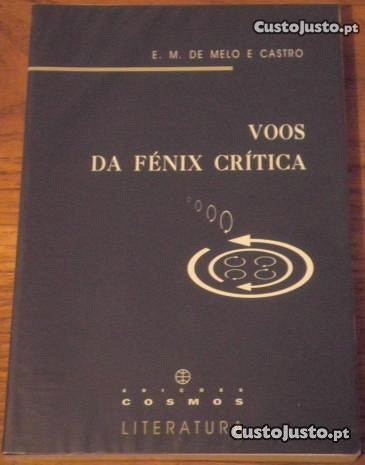 CustoJusto.pt
E. M. DE MELO E CASTRO
VOOS
DA FÉNIX CRÍTICA
EDIÇÕES
COSMOS
LITERATURA
CustoJusto.pt